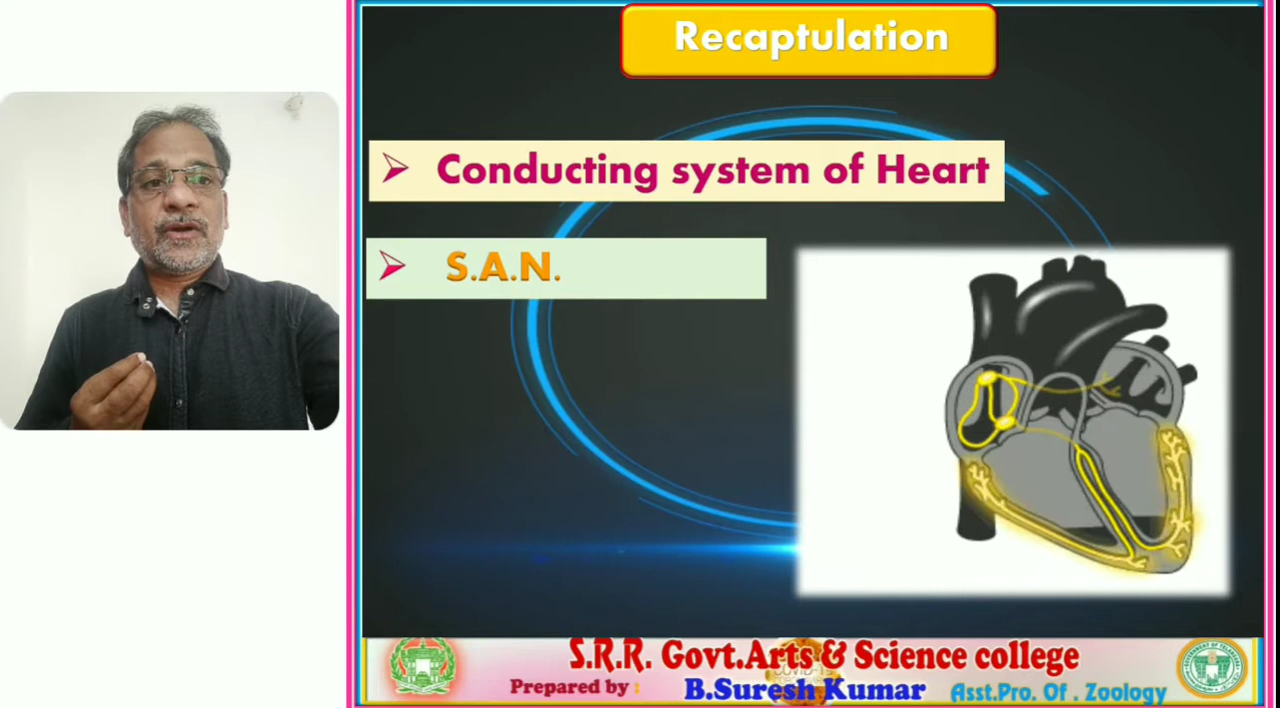 Recaptulation
Conducting system of Heart
S.A.N.
S.R.R. Govt.Arts & Science college
Prepared by : B.Suresh Kumar Asst.Pro. Of . Zoology